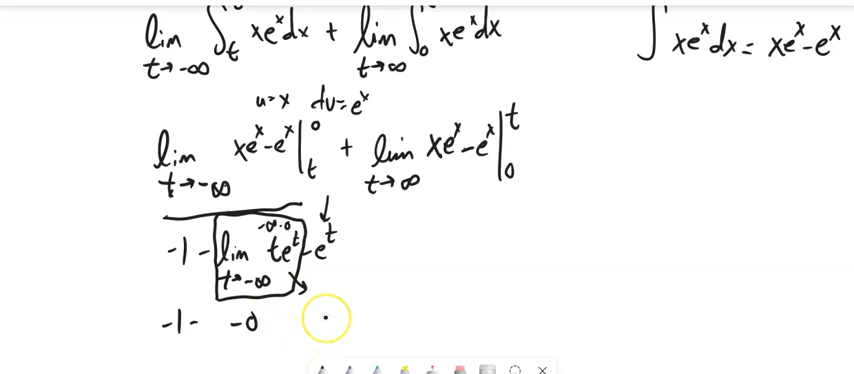 lim t→-∞ ∫_t xe^x dx + lim t→∞ ∫_0 xe^x dx
∫ xe^x dx = xe^x - e^x
u=x dv=e^x
lim t→-∞ xe^x - e^x |_t^0 + lim t→∞ xe^x - e^x |_0^t
-∞·0
-1 - lim t→-∞ te^t - e^t
-1 - -0